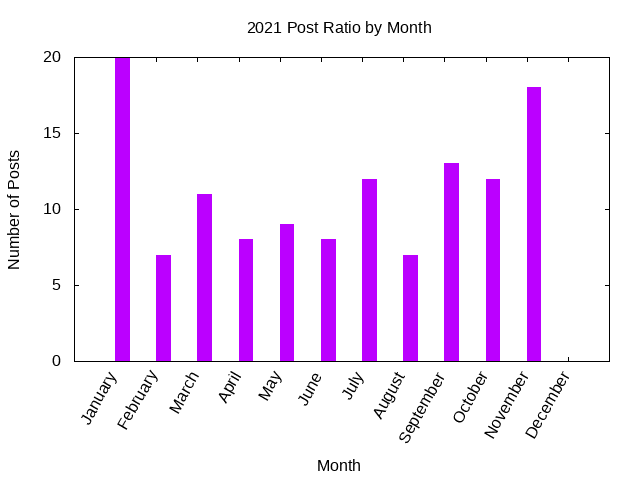 2021 Post Ratio by Month
20
15
10
5
0
Number of Posts
January
February
March
April
May
June
July
August
September
October
November
December
Month